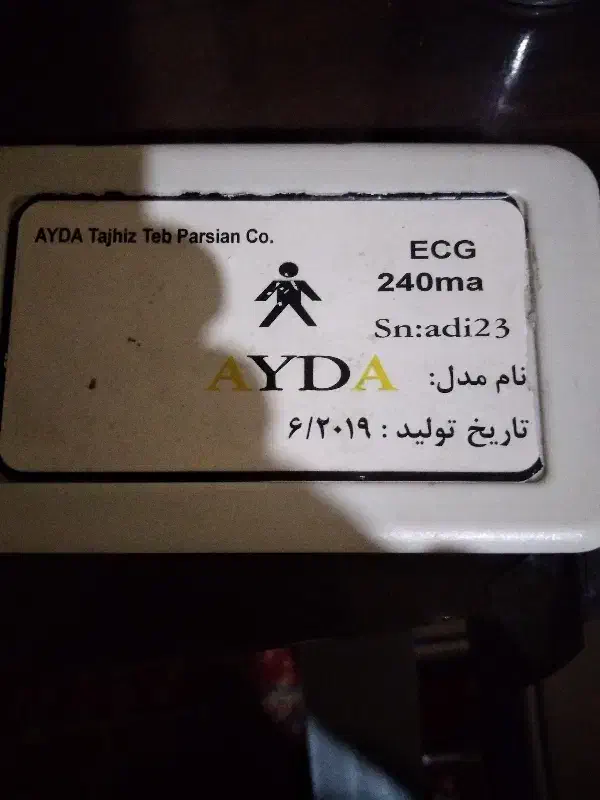 AYDA Tajhiz Teb Parsian Co.
ECG
240ma
Sn:adi23
نام مدل: AYDA
تاریخ تولید : ۶/۲۰۱۹